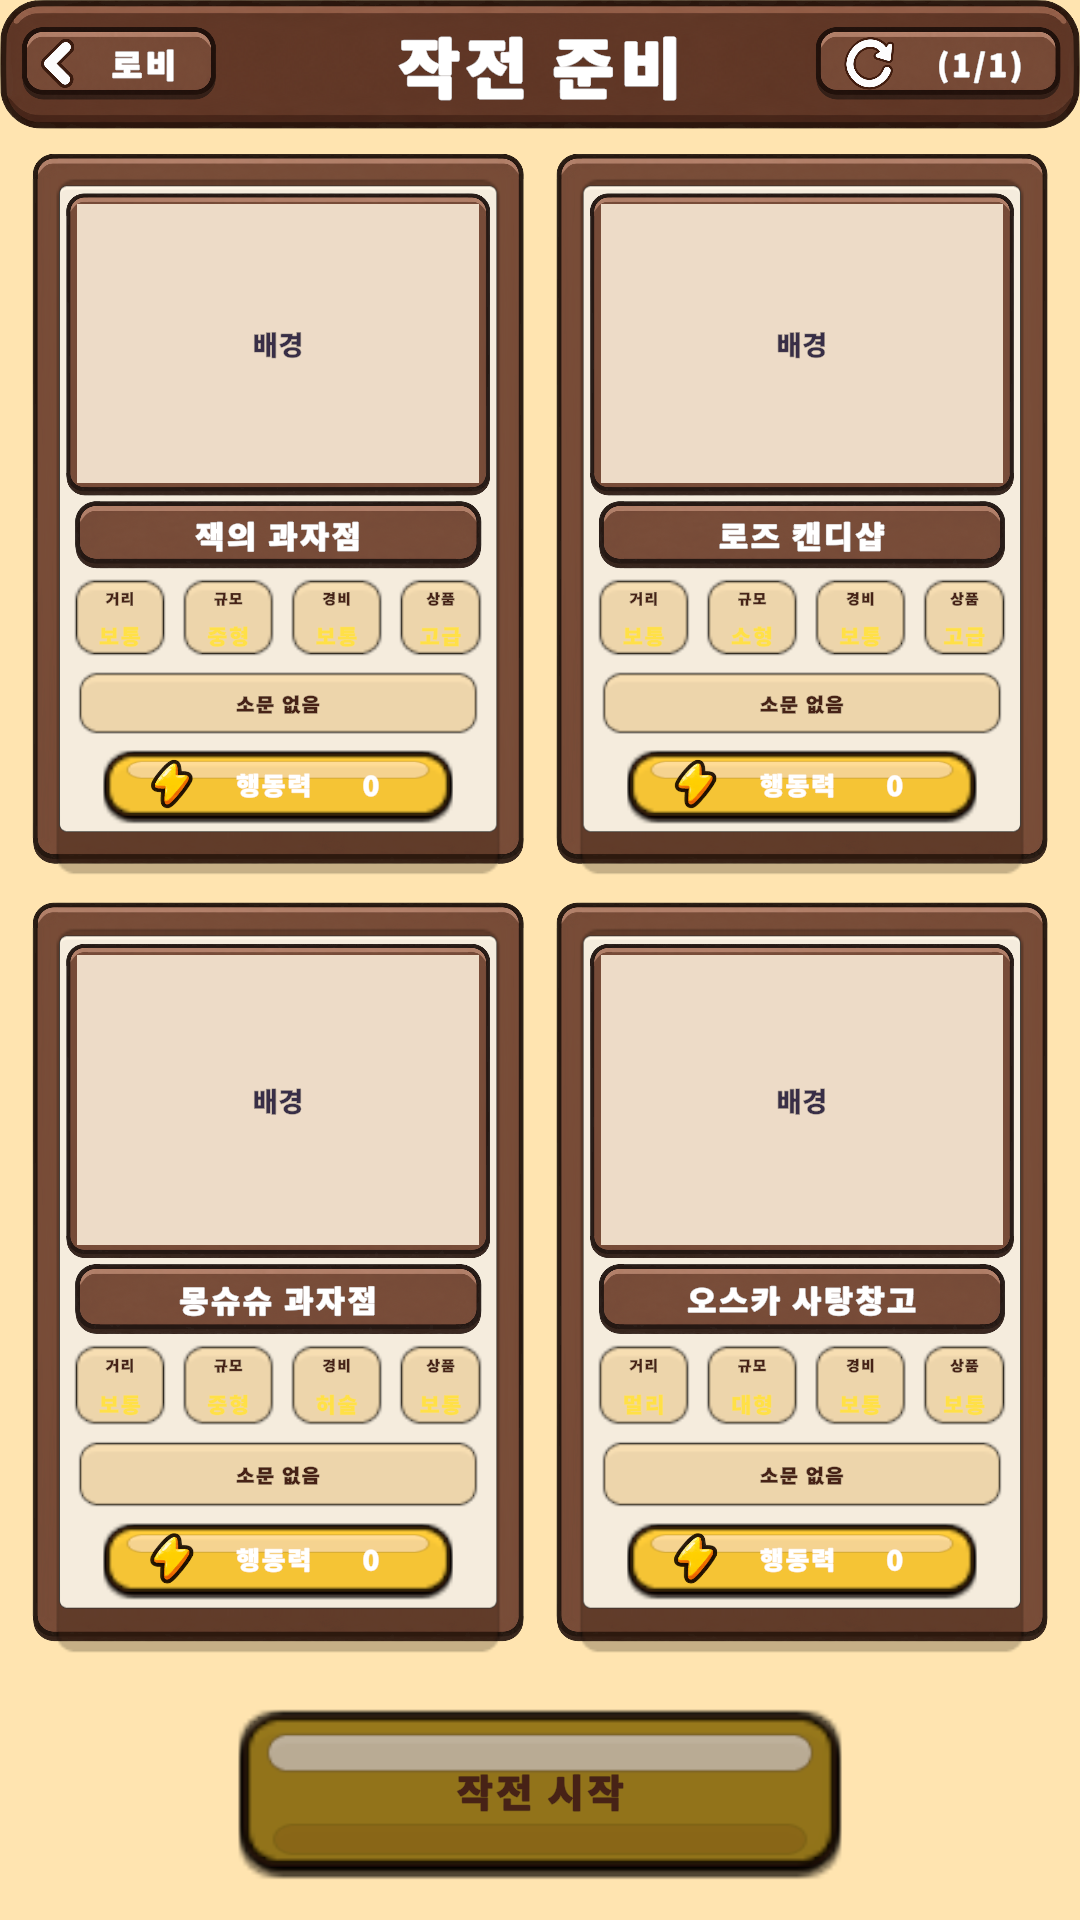 로비
작전 준비
(1/1)
배경
잭의 과자점
거리 규모 경비 상품
보통 중형 보통 고급
소문 없음
행동력 0
배경
로즈 캔디샵
거리 규모 경비 상품
보통 소형 보통 고급
소문 없음
행동력 0
배경
몽슈슈 과자점
거리 규모 경비 상품
보통 중형 허술 보통
소문 없음
행동력 0
배경
오스카 사탕창고
거리 규모 경비 상품
멀리 대형 보통 보통
소문 없음
행동력 0
작전 시작